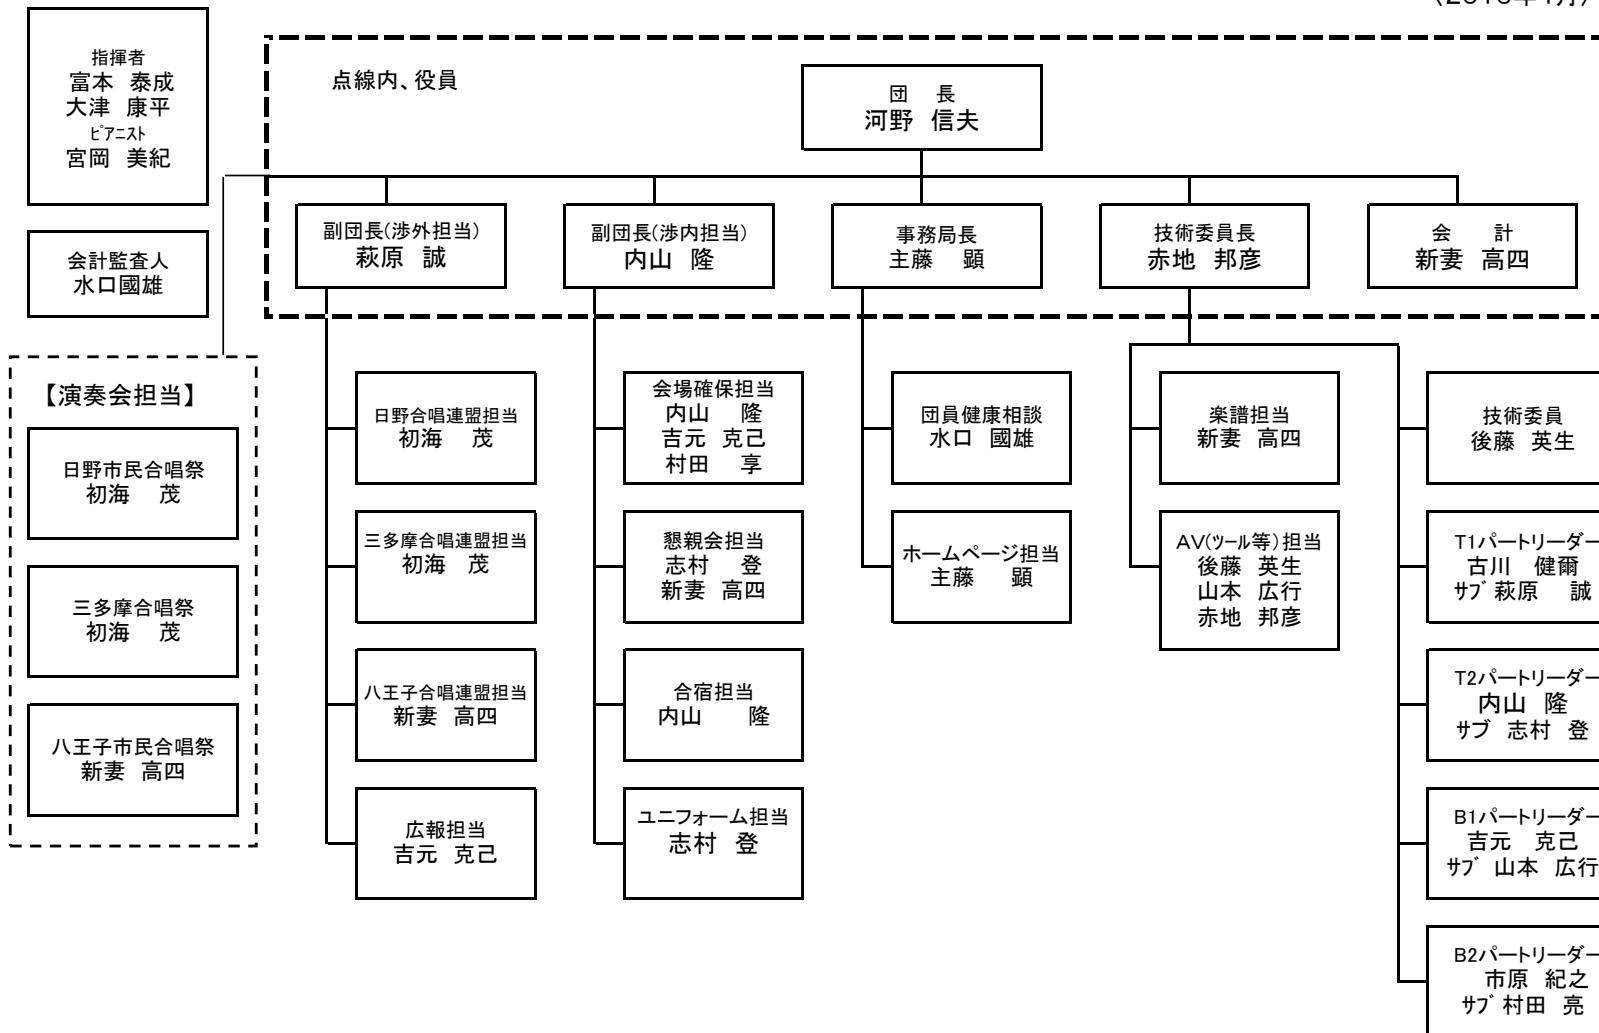 指揮者
富本 泰成
大津 康平
ピアニスト
宮岡 美紀
会計監査人
水口國雄
点線内、役員
団 長
河野 信夫
副団長(渉外担当)
萩原 誠
副団長(渉内担当)
内山 隆
事務局長
主藤 顕
技術委員長
赤地 邦彦
会 計
新妻 高四
【演奏会担当】
日野市民合唱祭
初海 茂
三多摩合唱祭
初海 茂
八王子市民合唱祭
新妻 高四
日野合唱連盟担当
初海 茂
三多摩合唱連盟担当
初海 茂
八王子合唱連盟担当
新妻 高四
広報担当
吉元 克己
会場確保担当
内山 隆
吉元 克己
村田 享
懇親会担当
志村 登
新妻 高四
合宿担当
内山 隆
ユニフォーム担当
志村 登
団員健康相談
水口 國雄
ホームページ担当
主藤 顕
楽譜担当
新妻 高四
AV(ツール等)担当
後藤 英生
山本 広行
赤地 邦彦
技術委員
後藤 英生
T1パートリーダー
古川 健爾
サブ 萩原 誠
T2パートリーダー
内山 隆
サブ 志村 登
B1パートリーダー
吉元 克己
サブ 山本 広行
B2パートリーダー
市原 紀之
サブ 村田 亮